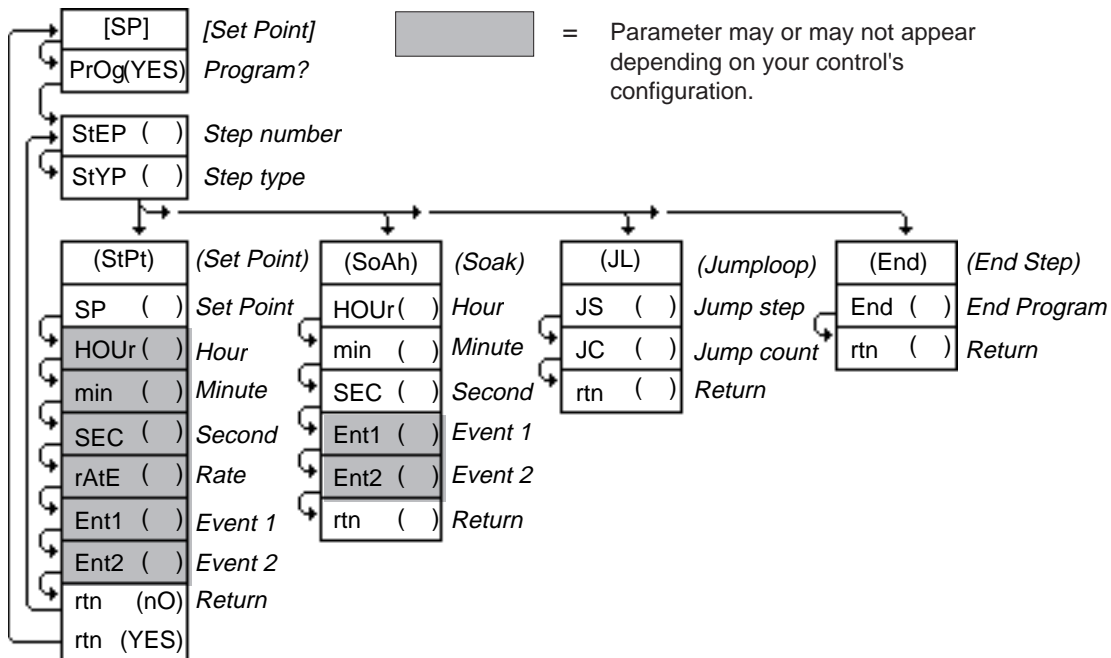 [SP] [Set Point]
PrOg(YES) Program?
= Parameter may or may not appear
depending on your control's
configuration.
StEP ( ) Step number
StYP ( ) Step type
(StPt) (Set Point)
SP ( ) Set Point
HOUr ( ) Hour
min ( ) Minute
SEC ( ) Second
rAtE ( ) Rate
Ent1 ( ) Event 1
Ent2 ( ) Event 2
rtn (nO) Return
rtn (YES)
(SoAh) (Soak)
HOUr ( ) Hour
min ( ) Minute
SEC ( ) Second
Ent1 ( ) Event 1
Ent2 ( ) Event 2
rtn ( ) Return
(JL) (Jumploop)
JS ( ) Jump step
JC ( ) Jump count
rtn ( ) Return
(End) (End Step)
End ( ) End Program
rtn ( ) Return